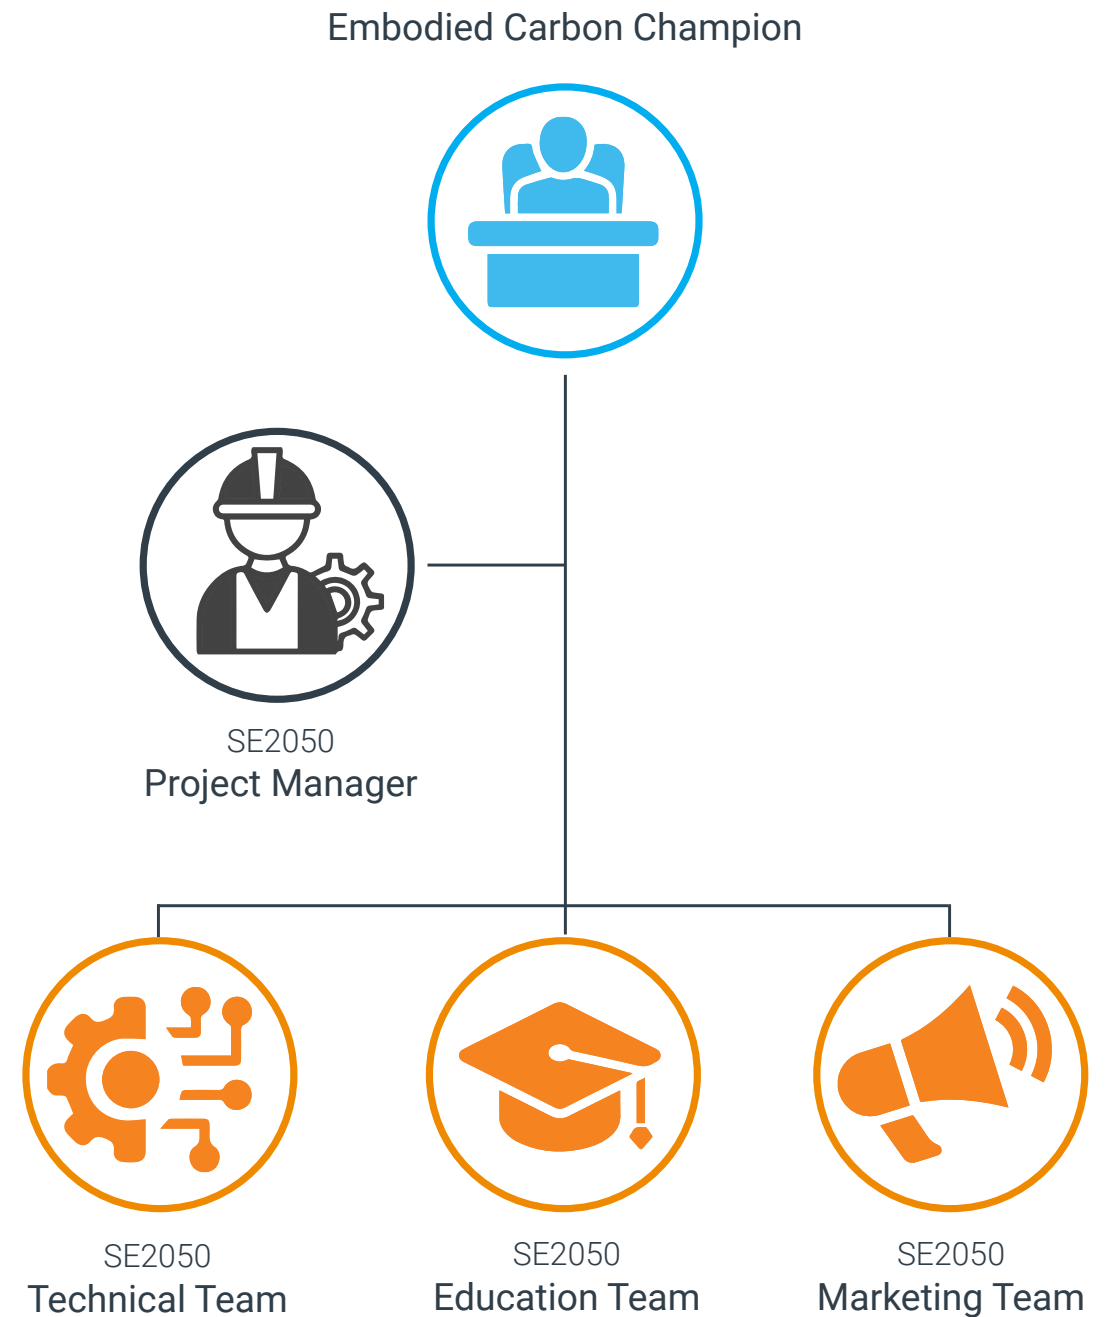 Embodied Carbon Champion
SE2050
Project Manager
SE2050
Technical Team
SE2050
Education Team
SE2050
Marketing Team